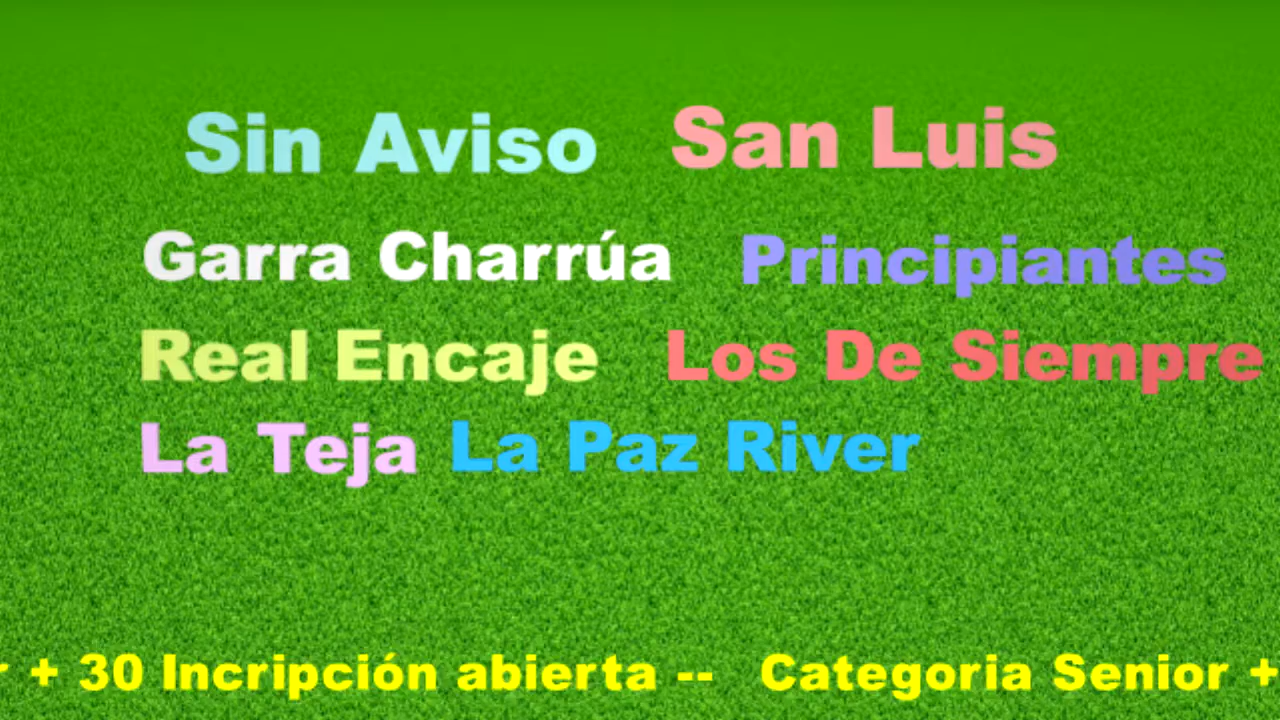 Sin Aviso San Luis
Garra Charrúa Principiantes
Real Encaje Los De Siempre
La Teja La Paz River
r + 30 Incripción abierta -- Categoria Senior +